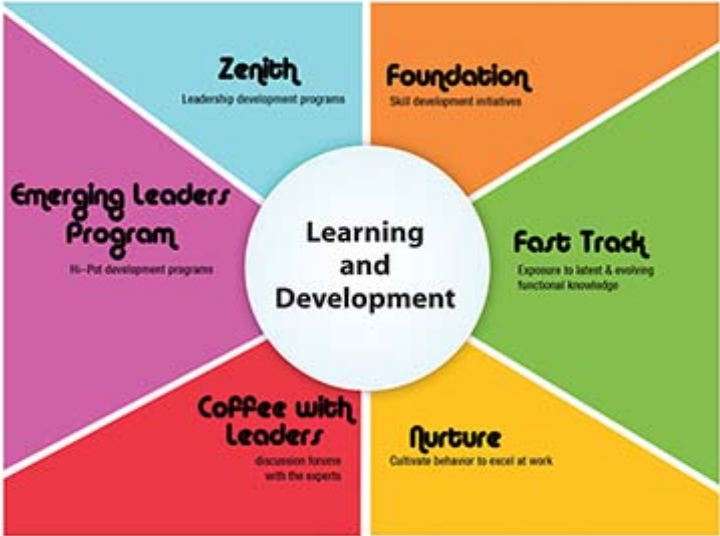 Zenith
Leadership development programs
Foundation
Skill development initiatives
Emerging Leaders
Program
Hi-Pot development programs
Learning
and
Development
Fast Track
Exposure to latest & evolving
functional knowledge
Coffee with
Leaders
discussion forums
with the experts
Nurture
Cultivate behavior to excel at work